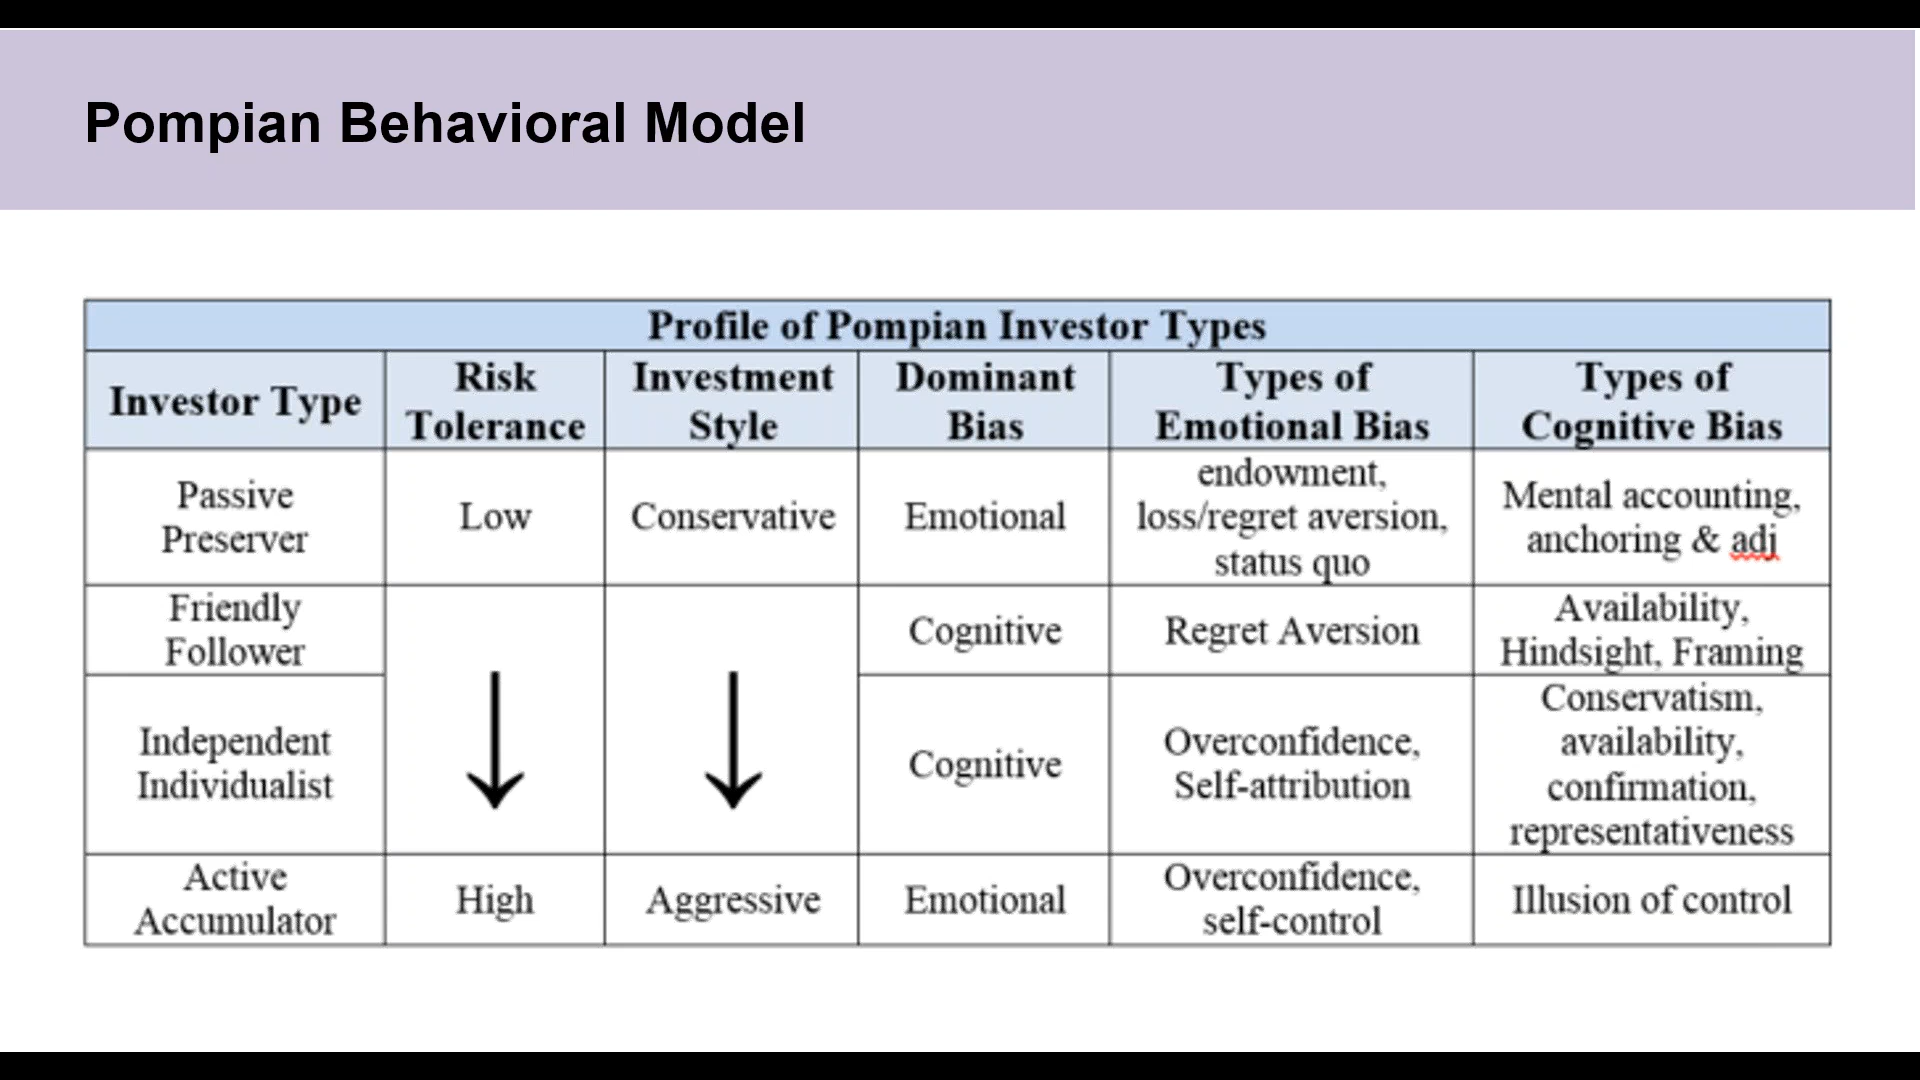 Pompian Behavioral Model
Profile of Pompian Investor Types
Investor Type
Risk
Tolerance
Investment
Style
Dominant
Bias
Types of
Emotional Bias
Types of
Cognitive Bias
Passive
Preserver
Low
Conservative
Emotional
endowment,
loss/regret aversion,
status quo
Mental accounting,
anchoring & adj
Friendly
Follower
Cognitive
Regret Aversion
Availability,
Hindsight, Framing
Independent
Individualist
Cognitive
Overconfidence,
Self-attribution
Conservatism,
availability,
confirmation,
representativeness
Active
Accumulator
High
Aggressive
Emotional
Overconfidence,
self-control
Illusion of control